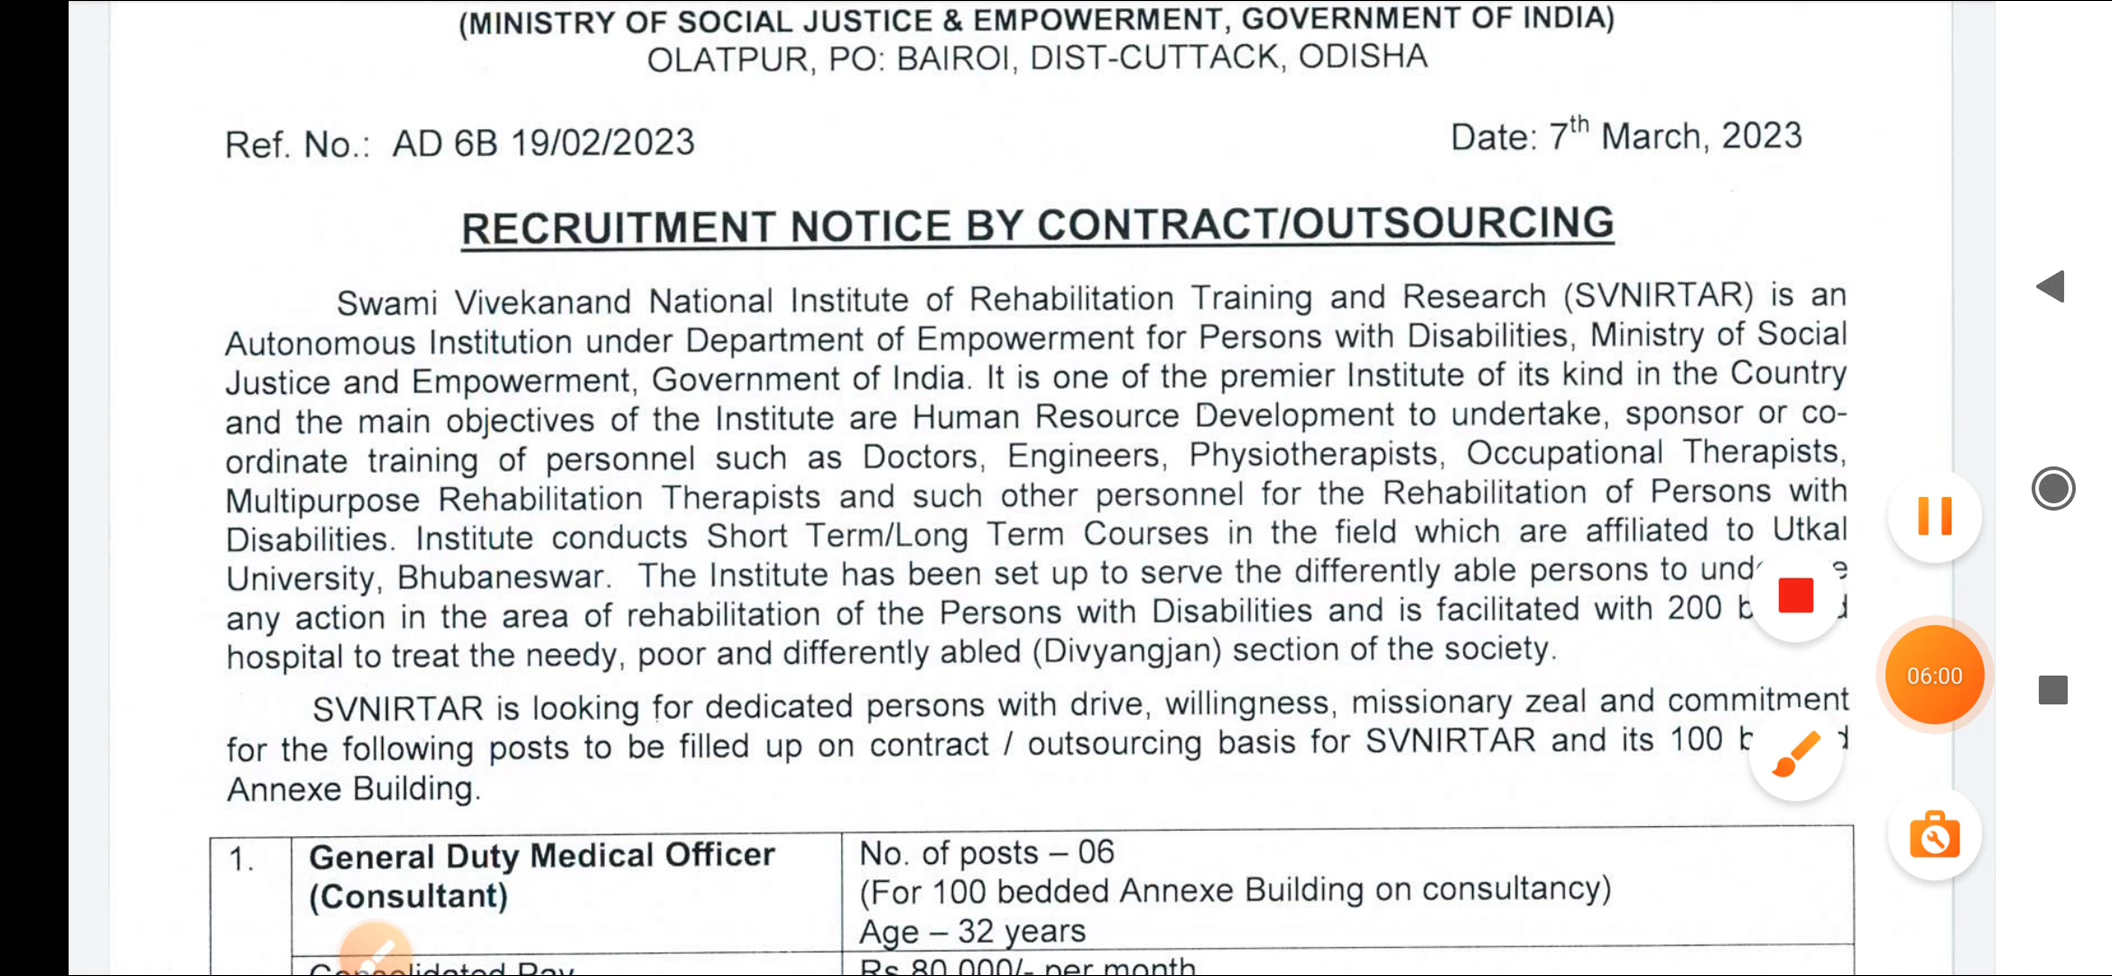 (MINISTRY OF SOCIAL JUSTICE & EMPOWERMENT, GOVERNMENT OF INDIA)
OLATPUR, PO: BAIROI, DIST-CUTTACK, ODISHA
Ref. No.: AD 6B 19/02/2023
Date: 7th March, 2023
RECRUITMENT NOTICE BY CONTRACT/OUTSOURCING
Swami Vivekanand National Institute of Rehabilitation Training and Research (SVNIRTAR) is an
Autonomous Institution under Department of Empowerment for Persons with Disabilities, Ministry of Social
Justice and Empowerment, Government of India. It is one of the premier Institute of its kind in the Country
and the main objectives of the Institute are Human Resource Development to undertake, sponsor or co-
ordinate training of personnel such as Doctors, Engineers, Physiotherapists, Occupational Therapists,
Multipurpose Rehabilitation Therapists and such other personnel for the Rehabilitation of Persons with
Disabilities. Institute conducts Short Term/Long Term Courses in the field which are affiliated to Utkal
University, Bhubaneswar. The Institute has been set up to serve the differently able persons to
any action in the area of rehabilitation of the Persons with Disabilities and is facilitated with 200
hospital to treat the needy, poor and differently abled (Divyangjan) section of the society.
SVNIRTAR is looking for dedicated persons with drive, willingness, missionary zeal and commitment
for the following posts to be filled up on contract / outsourcing basis for SVNIRTAR and its 100
Annexe Building.
1.
General Duty Medical Officer
(Consultant)
No. of posts – 06
(For 100 bedded Annexe Building on consultancy)
Age – 32 years
Pay
Rs 80,000/- per month
06:00